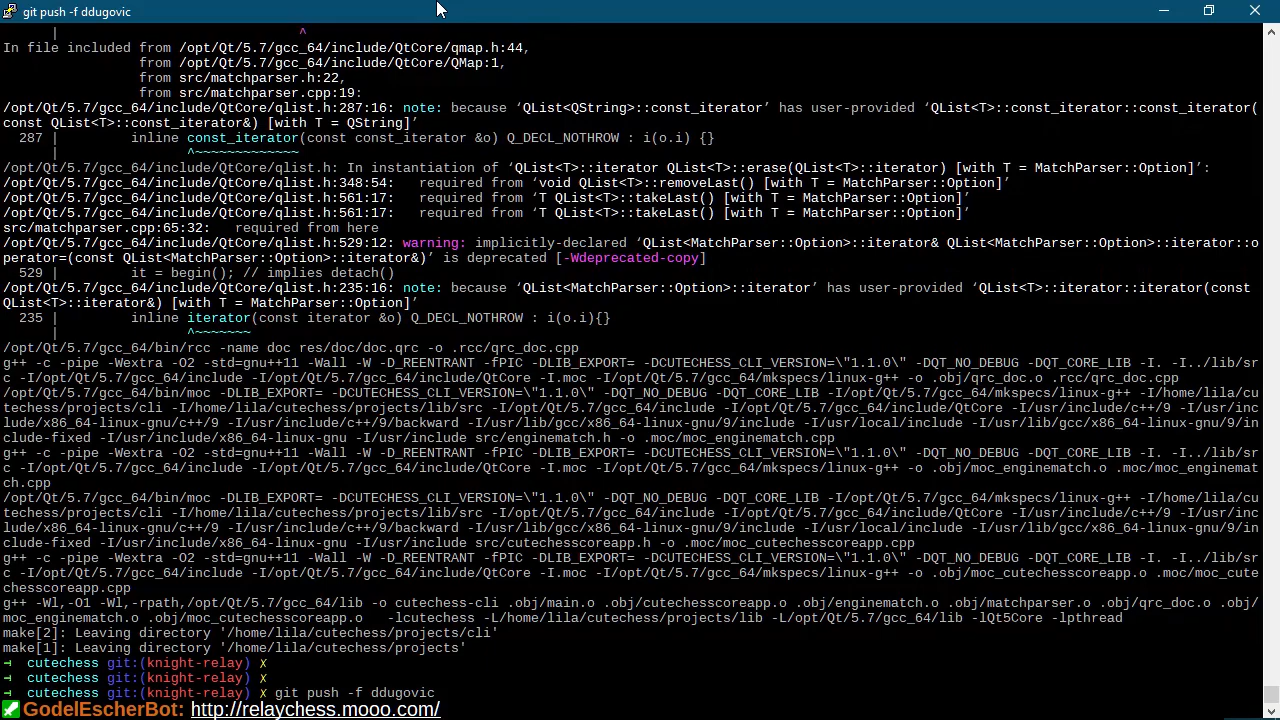 git push -f ddugovic
      |                               ^
In file included from /opt/Qt/5.7/gcc_64/include/QtCore/qmap.h:44,
                 from /opt/Qt/5.7/gcc_64/include/QtCore/QMap:1,
                 from src/matchparser.h:22,
                 from src/matchparser.cpp:19:
/opt/Qt/5.7/gcc_64/include/QtCore/qlist.h:287:16: note: because ‘QList<QString>::const_iterator’ has user-provided ‘QList<T>::const_iterator::const_iterator(
const QList<T>::const_iterator&) [with T = QString]’
  287 |         inline const_iterator(const const_iterator &o) Q_DECL_NOTHROW : i(o.i) {}
      |                ^~~~~~~~~~~~~~
/opt/Qt/5.7/gcc_64/include/QtCore/qlist.h: In instantiation of ‘QList<T>::iterator QList<T>::erase(QList<T>::iterator) [with T = MatchParser::Option]’:
/opt/Qt/5.7/gcc_64/include/QtCore/qlist.h:348:54:   required from ‘void QList<T>::removeLast() [with T = MatchParser::Option]’
/opt/Qt/5.7/gcc_64/include/QtCore/qlist.h:561:17:   required from ‘T QList<T>::takeLast() [with T = MatchParser::Option]’
/opt/Qt/5.7/gcc_64/include/QtCore/qlist.h:561:17:   required from ‘T QList<T>::takeLast() [with T = MatchParser::Option]’
src/matchparser.cpp:65:32:   required from here
/opt/Qt/5.7/gcc_64/include/QtCore/qlist.h:529:12: warning: implicitly-declared ‘QList<MatchParser::Option>::iterator& QList<MatchParser::Option>::iterator::o
perator=(const QList<MatchParser::Option>::iterator&)’ is deprecated [-Wdeprecated-copy]
  529 |         it = begin(); // implies detach()
/opt/Qt/5.7/gcc_64/include/QtCore/qlist.h:235:16: note: because ‘QList<MatchParser::Option>::iterator’ has user-provided ‘QList<T>::iterator::iterator(const
QList<T>::iterator&) [with T = MatchParser::Option]’
  235 |         inline iterator(const iterator &o) Q_DECL_NOTHROW : i(o.i){}
      |                ^~~~~~~~
/opt/Qt/5.7/gcc_64/bin/rcc -name doc res/doc/doc.qrc -o .rcc/qrc_doc.cpp
g++ -c -pipe -Wextra -O2 -std=gnu++11 -Wall -W -D_REENTRANT -fPIC -DLIB_EXPORT= -DCUTECHESS_CLI_VERSION=\"1.1.0\" -DQT_NO_DEBUG -DQT_CORE_LIB -I. -I../lib/sr
c -I/opt/Qt/5.7/gcc_64/include -I/opt/Qt/5.7/gcc_64/include/QtCore -I.moc -I/opt/Qt/5.7/gcc_64/mkspecs/linux-g++ -o .obj/qrc_doc.o .rcc/qrc_doc.cpp
/opt/Qt/5.7/gcc_64/bin/moc -DLIB_EXPORT= -DCUTECHESS_CLI_VERSION=\"1.1.0\" -DQT_NO_DEBUG -DQT_CORE_LIB -I/opt/Qt/5.7/gcc_64/mkspecs/linux-g++ -I/home/lila/cu
techess/projects/cli -I/home/lila/cutechess/projects/lib/src -I/opt/Qt/5.7/gcc_64/include -I/opt/Qt/5.7/gcc_64/include/QtCore -I/usr/include/c++/9 -I/usr/inc
lude/x86_64-linux-gnu/c++/9 -I/usr/include/c++/9/backward -I/usr/lib/gcc/x86_64-linux-gnu/9/include -I/usr/local/include -I/usr/lib/gcc/x86_64-linux-gnu/9/in
clude-fixed -I/usr/include/x86_64-linux-gnu -I/usr/include src/enginematch.h -o .moc/moc_enginematch.cpp
g++ -c -pipe -Wextra -O2 -std=gnu++11 -Wall -W -D_REENTRANT -fPIC -DLIB_EXPORT= -DCUTECHESS_CLI_VERSION=\"1.1.0\" -DQT_NO_DEBUG -DQT_CORE_LIB -I. -I../lib/sr
c -I/opt/Qt/5.7/gcc_64/include -I/opt/Qt/5.7/gcc_64/include/QtCore -I.moc -I/opt/Qt/5.7/gcc_64/mkspecs/linux-g++ -o .obj/moc_enginematch.o .moc/moc_enginemat
ch.cpp
/opt/Qt/5.7/gcc_64/bin/moc -DLIB_EXPORT= -DCUTECHESS_CLI_VERSION=\"1.1.0\" -DQT_NO_DEBUG -DQT_CORE_LIB -I/opt/Qt/5.7/gcc_64/mkspecs/linux-g++ -I/home/lila/cu
techess/projects/cli -I/home/lila/cutechess/projects/lib/src -I/opt/Qt/5.7/gcc_64/include -I/opt/Qt/5.7/gcc_64/include/QtCore -I/usr/include/c++/9 -I/usr/inc
lude/x86_64-linux-gnu/c++/9 -I/usr/include/c++/9/backward -I/usr/lib/gcc/x86_64-linux-gnu/9/include -I/usr/local/include -I/usr/lib/gcc/x86_64-linux-gnu/9/in
clude-fixed -I/usr/include/x86_64-linux-gnu -I/usr/include src/cutechesscoreapp.h -o .moc/moc_cutechesscoreapp.cpp
g++ -c -pipe -Wextra -O2 -std=gnu++11 -Wall -W -D_REENTRANT -fPIC -DLIB_EXPORT= -DCUTECHESS_CLI_VERSION=\"1.1.0\" -DQT_NO_DEBUG -DQT_CORE_LIB -I. -I../lib/sr
c -I/opt/Qt/5.7/gcc_64/include -I/opt/Qt/5.7/gcc_64/include/QtCore -I.moc -I/opt/Qt/5.7/gcc_64/mkspecs/linux-g++ -o .obj/moc_cutechesscoreapp.o .moc/moc_cute
chesscoreapp.cpp
g++ -Wl,-O1 -Wl,-rpath,/opt/Qt/5.7/gcc_64/lib -o cutechess-cli .obj/main.o .obj/cutechesscoreapp.o .obj/enginematch.o .obj/matchparser.o .obj/qrc_doc.o .obj/
moc_enginematch.o .obj/moc_cutechesscoreapp.o   -lcutechess -L/home/lila/cutechess/projects/lib -L/opt/Qt/5.7/gcc_64/lib -lQt5Core -lpthread
make[2]: Leaving directory '/home/lila/cutechess/projects/cli'
make[1]: Leaving directory '/home/lila/cutechess/projects'
⊣  cutechess git:(knight-relay) ✗
⊣  cutechess git:(knight-relay) ✗
⊣  cutechess git:(knight-relay) ✗ git push -f ddugovic
GodelEscherBot: http://relaychess.mooo.com/